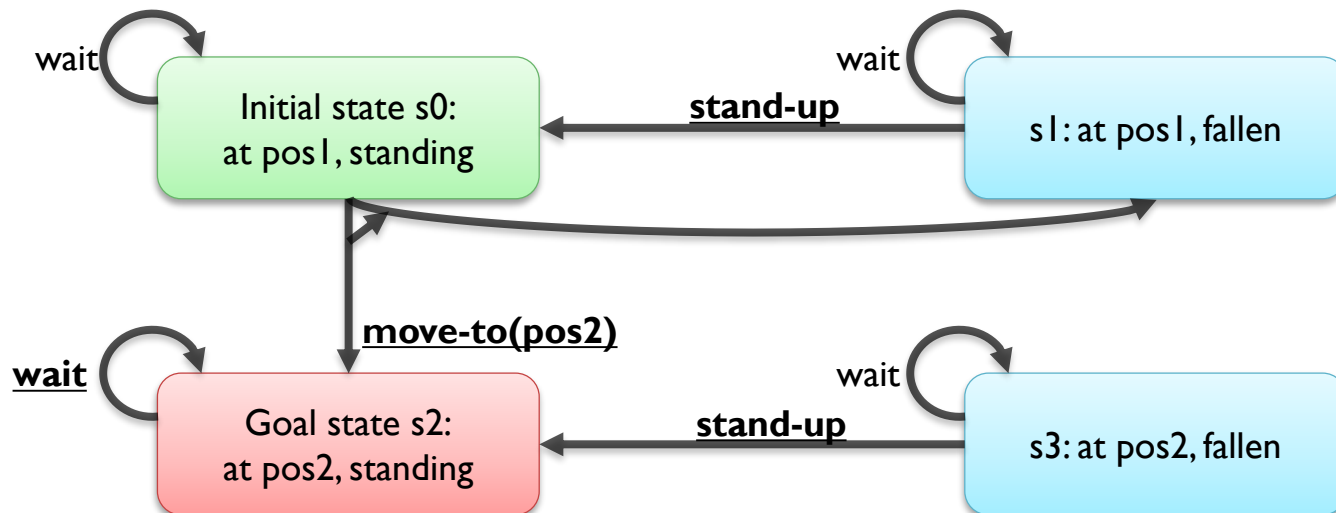 wait
Initial state s0:
at pos1, standing
stand-up
wait
s1: at pos1, fallen
move-to(pos2)
wait
Goal state s2:
at pos2, standing
stand-up
wait
s3: at pos2, fallen